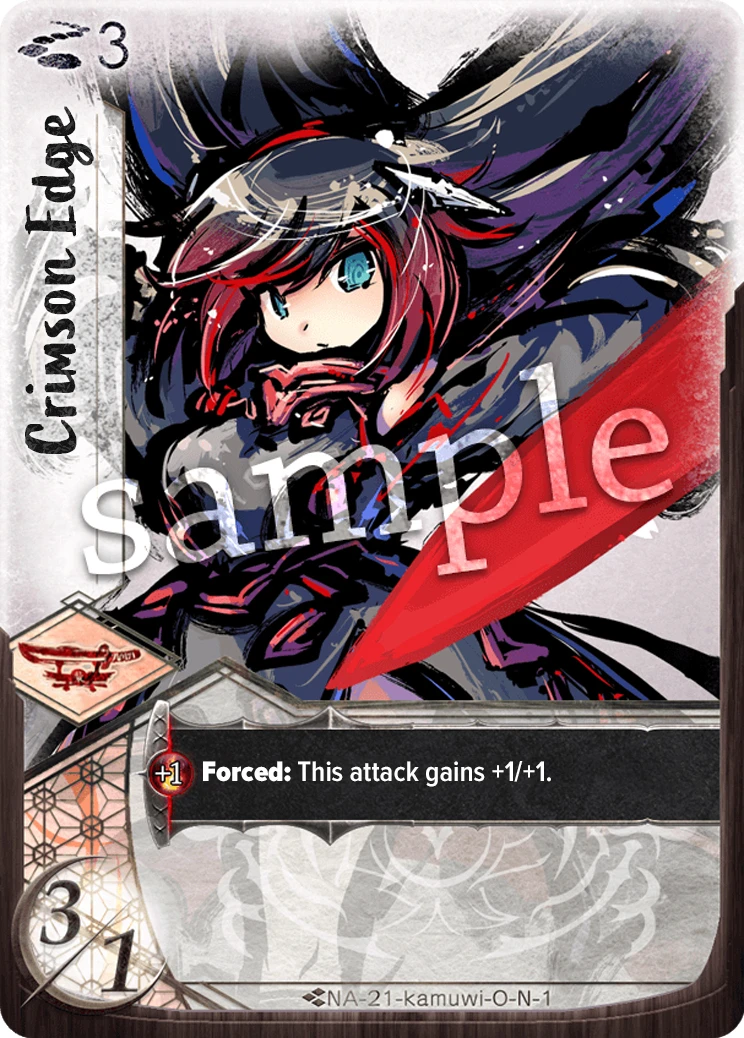 3
Crimson Edge
sample
+1 Forced: This attack gains +1/+1.
3/1
NA-21-kamuwi-O-N-1